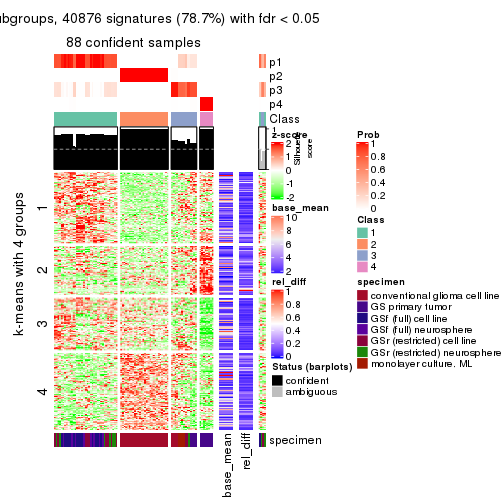 ubgroups, 40876 signatures (78.7%) with fdr < 0.05
88 confident samples
p1
p2
p3
p4
Class
1
Silhouette
score
k-means with 4 groups
1
2
3
4
specimen
base_mean
rel_diff
z-score
2
1
0
-1
-2
base_mean
10
8
6
4
2
rel_diff
1
0.8
0.6
0.4
0.2
0
Status (barplots)
confident
ambiguous
Prob
1
0.8
0.6
0.4
0.2
0
Class
1
2
3
4
specimen
conventional glioma cell line
GS primary tumor
GSf (full) cell line
GSf (full) neurosphere
GSr (restricted) cell line
GSr (restricted) neurosphere
monolayer culture, ML